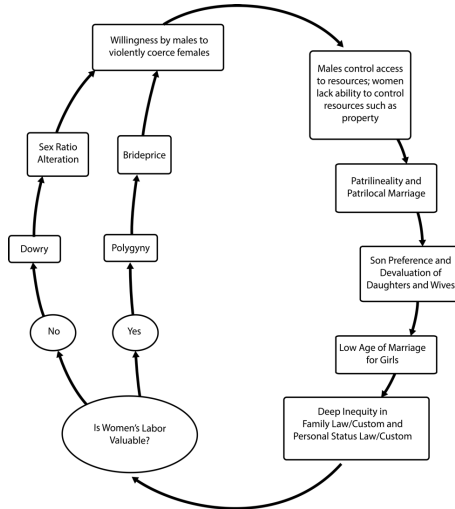 Willingness by males to
violently coerce females
Males control access
to resources; women
lack ability to control
resources such as
property
Patrilineality and
Patrilocal Marriage
Son Preference and
Devaluation of
Daughters and Wives
Low Age of Marriage
for Girls
Deep Inequity in
Family Law/Custom and
Personal Status Law/Custom
Is Women's Labor
Valuable?
No
Dowry
Sex Ratio
Alteration
Yes
Polygyny
Brideprice